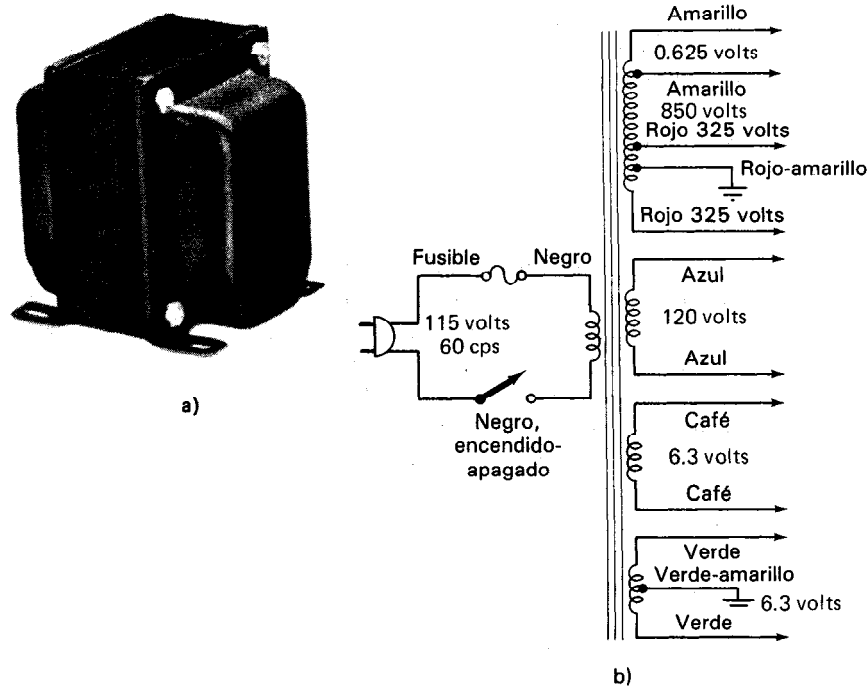 Amarillo
0.625 volts
Amarillo
850 volts
Rojo 325 volts
Rojo-amarillo
Rojo 325 volts
Fusible
Negro
115 volts
60 cps
Negro,
encendido-
apagado
Azul
120 volts
Azul
Café
6.3 volts
Café
Verde
Verde-amarillo
6.3 volts
Verde
a)
b)